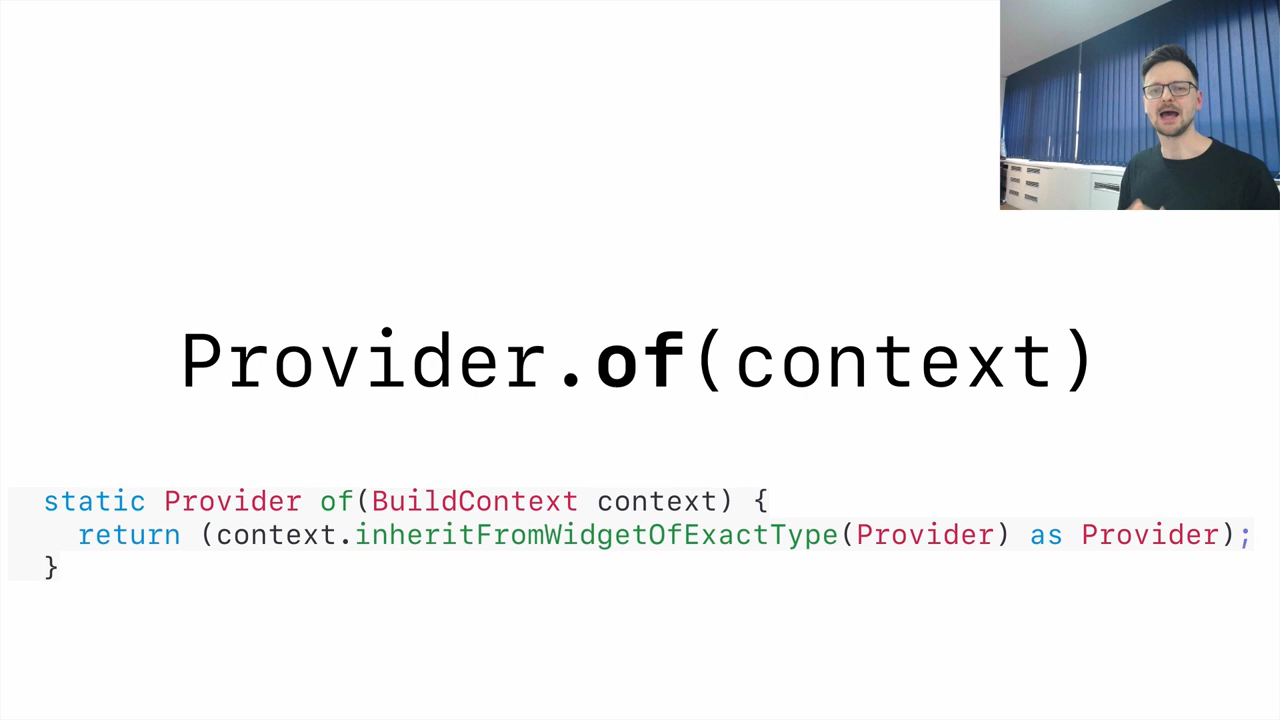 Provider.of(context)
static Provider of(BuildContext context) {
return (context.inheritFromWidgetOfExactType(Provider) as Provider);
}